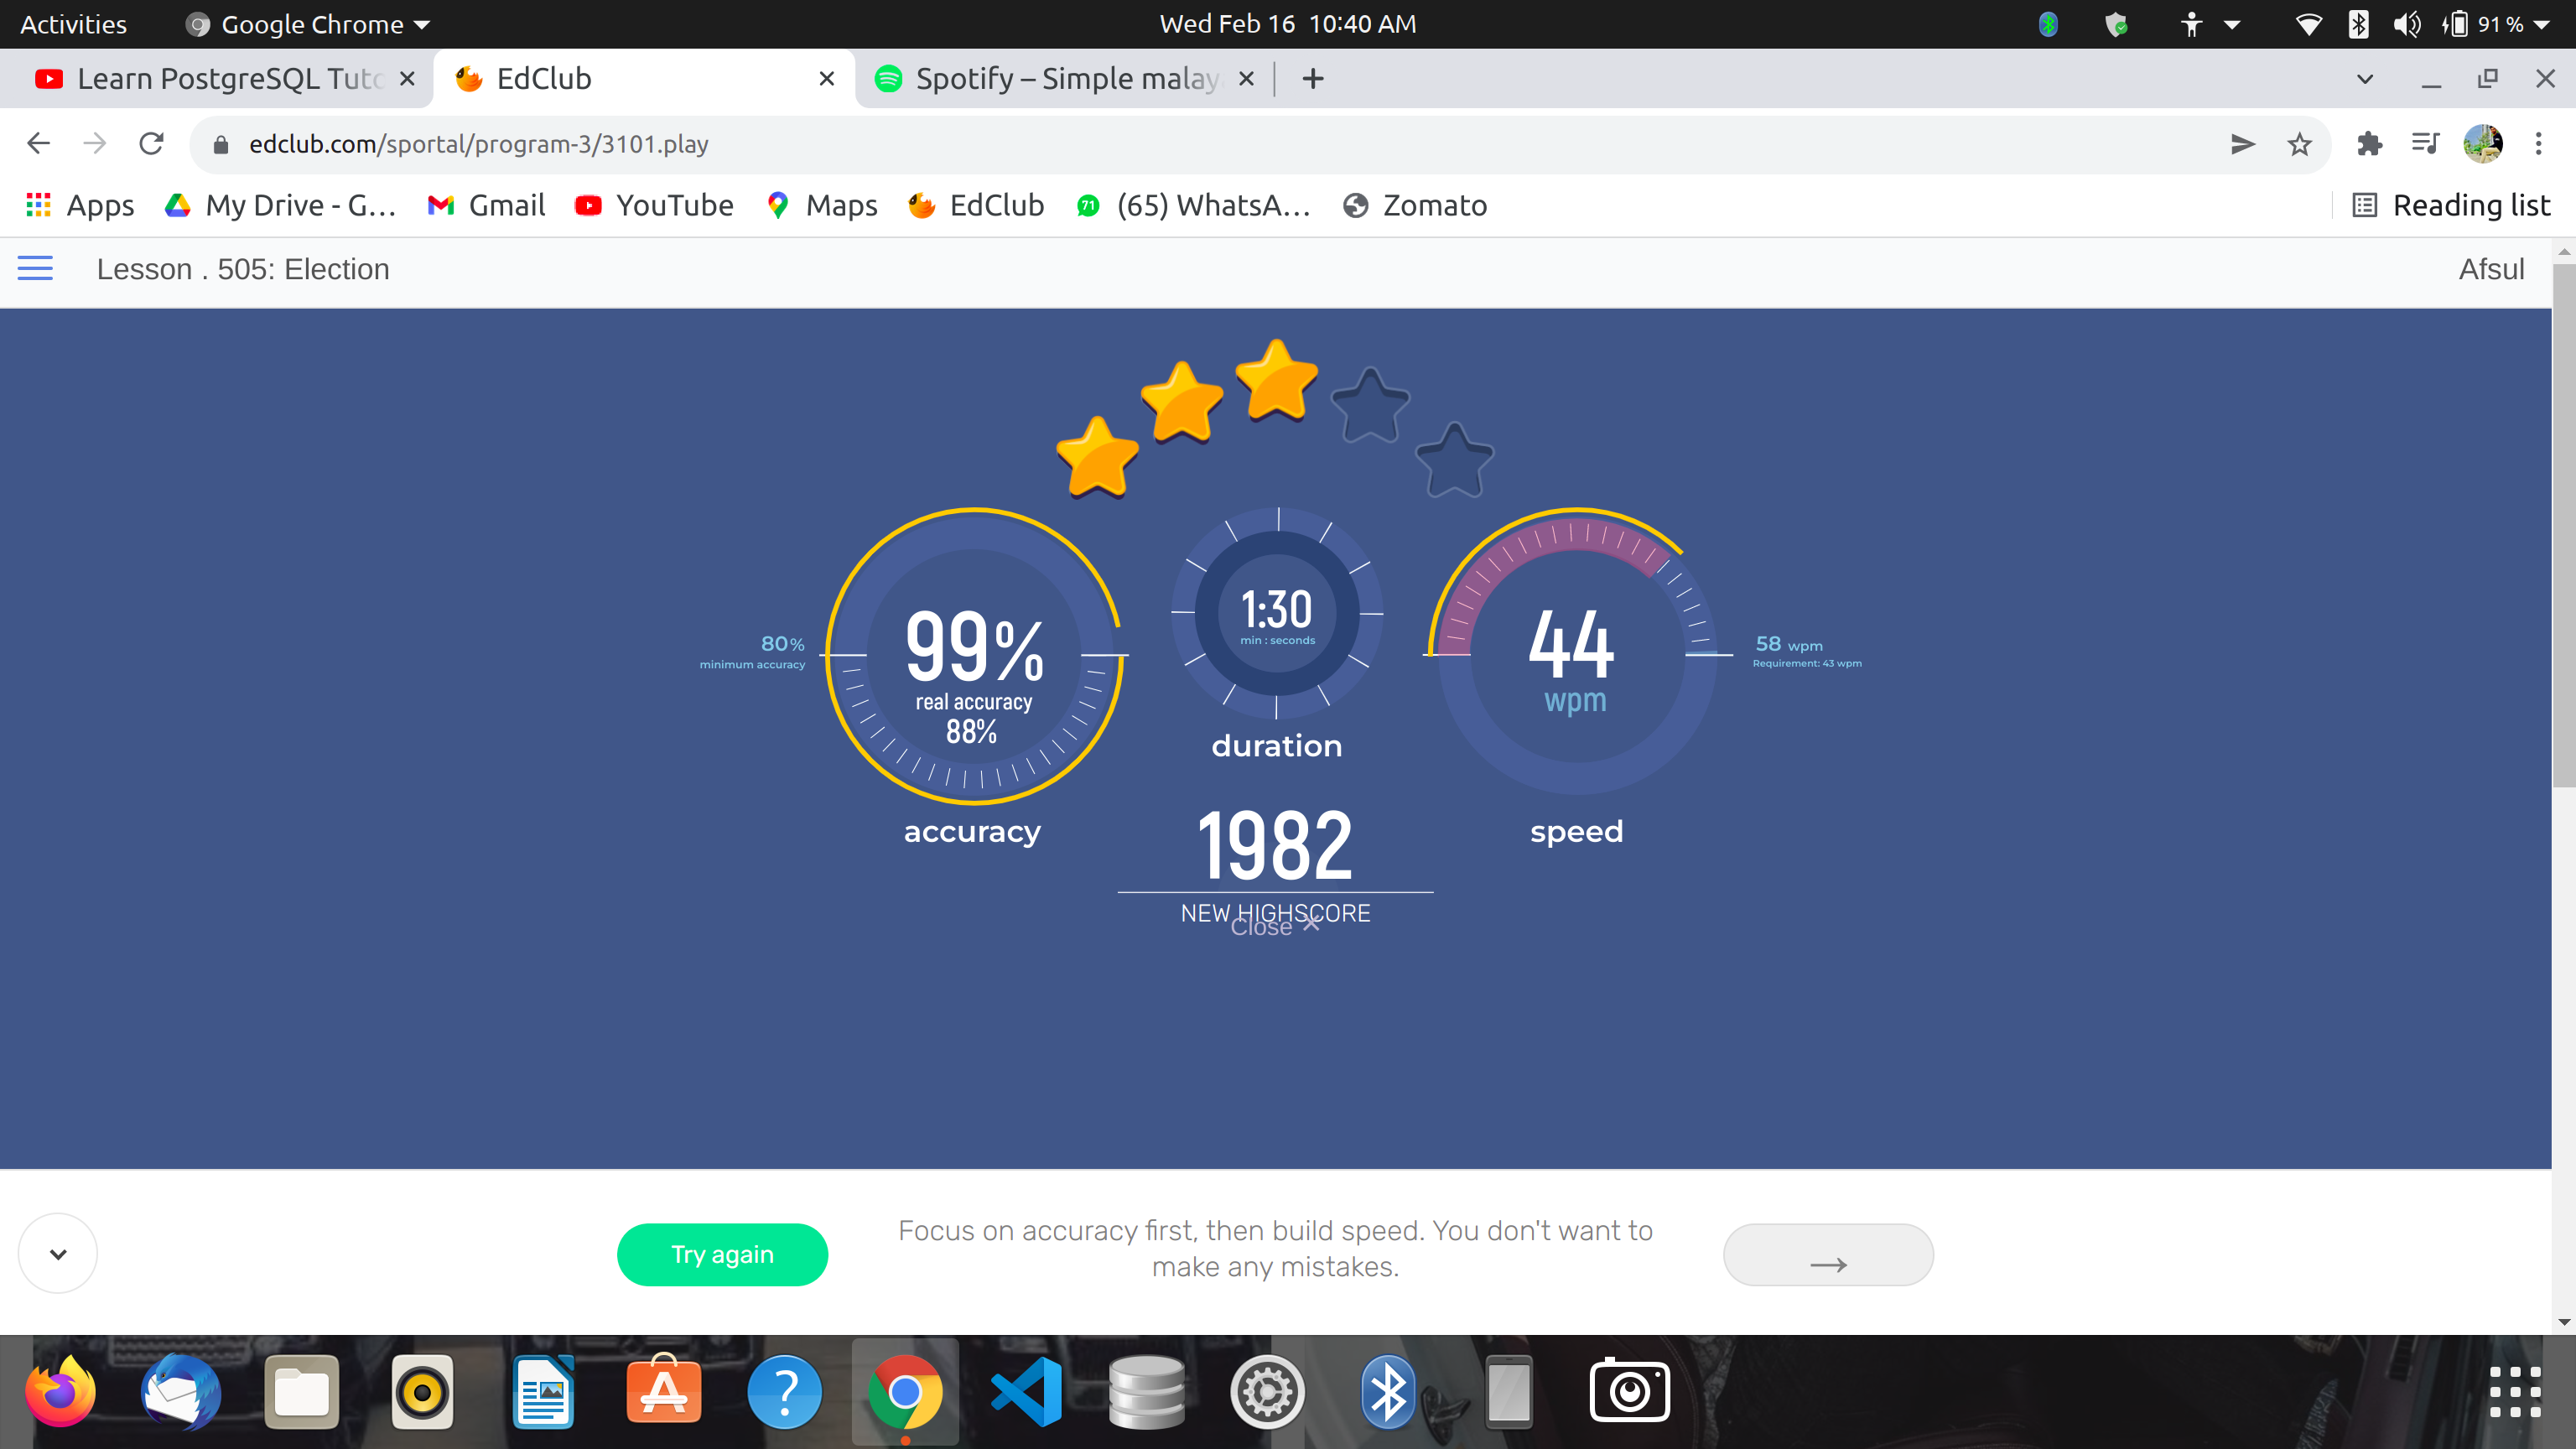 Activities Google Chrome Wed Feb 16 10:40 AM 91 %
Learn PostgreSQL Tuto EdClub Spotify – Simple malay
edclub.com/sportal/program-3/3101.play
Apps My Drive - G... Gmail YouTube Maps EdClub 71 (65) WhatsA... Zomato Reading list
Lesson . 505: Election Afsul
80%
minimum accuracy
99%
real accuracy
88%
accuracy
1:30
min : seconds
duration
44
wpm
speed
58 wpm
Requirement: 43 wpm
1982
NEW HIGHSCORE
Close ×
Try again
Focus on accuracy first, then build speed. You don't want to
make any mistakes.
→